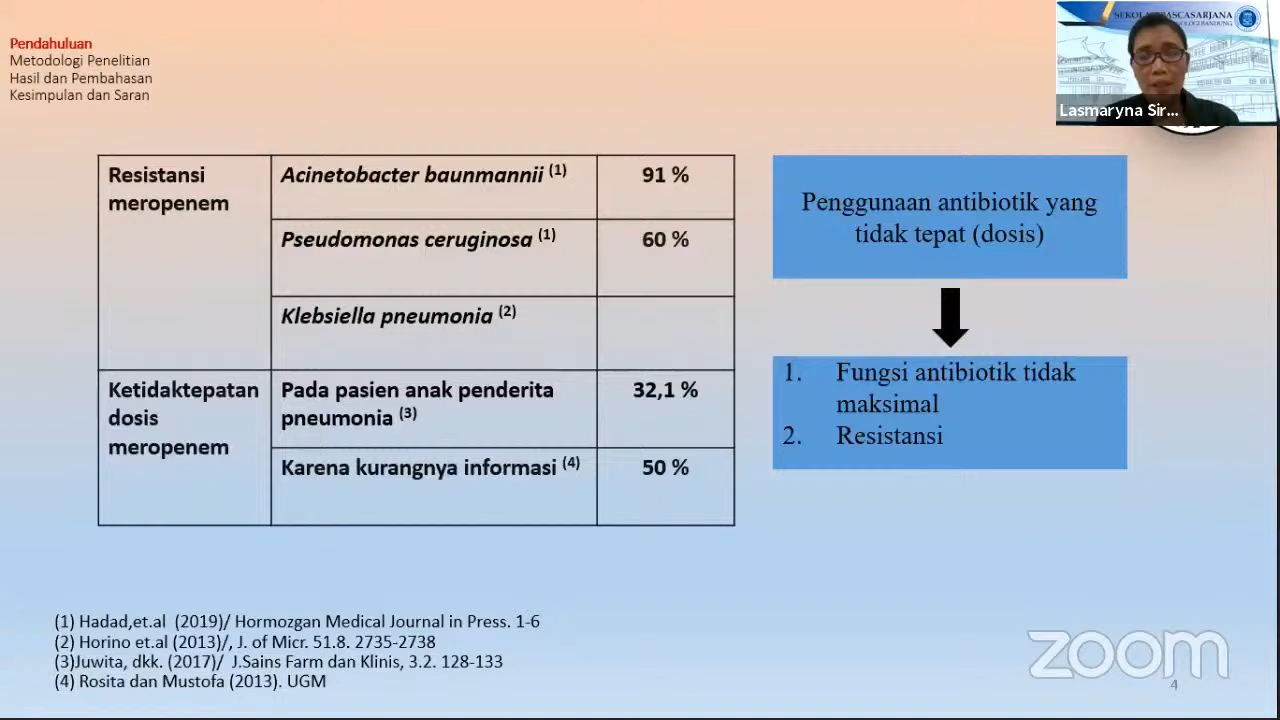 Pendahuluan
Metodologi Penelitian
Hasil dan Pembahasan
Kesimpulan dan Saran
Lasmaryna Sir...
Resistansi
meropenem
Acinetobacter baunmannii (1)
91 %
Pseudomonas ceruginosa (1)
60 %
Klebsiella pneumonia (2)
Ketidaktepatan
dosis
meropenem
Pada pasien anak penderita
pneumonia (3)
32,1 %
Karena kurangnya informasi (4)
50 %
Penggunaan antibiotik yang
tidak tepat (dosis)
1. Fungsi antibiotik tidak
maksimal
2. Resistansi
(1) Hadad,et.al (2019)/ Hormozgan Medical Journal in Press. 1-6
(2) Horino et.al (2013)/, J. of Micr. 51.8. 2735-2738
(3)Juwita, dkk. (2017)/ J.Sains Farm dan Klinis, 3.2. 128-133
(4) Rosita dan Mustofa (2013). UGM
zoom
4